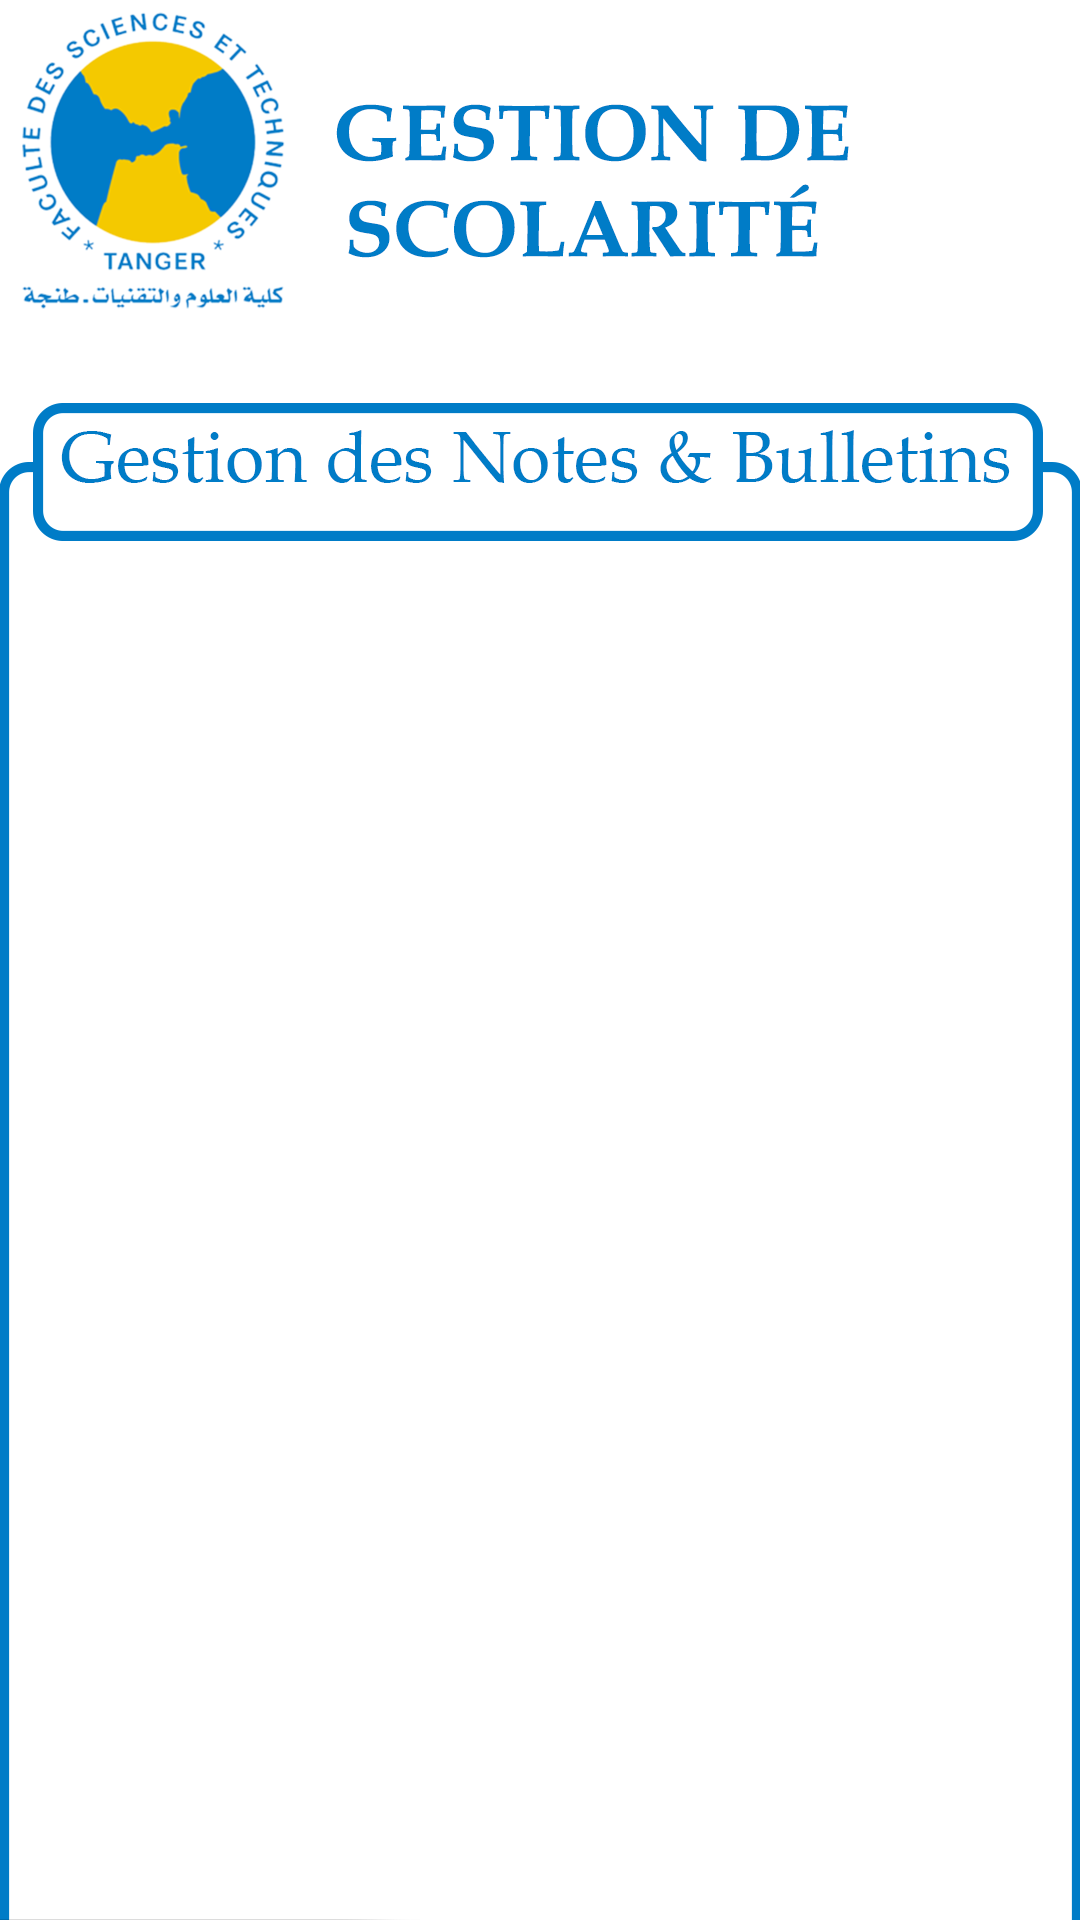 FACULTE DES SCIENCES ET TECHNIQUES
* TANGER *
كلية العلوم والتقنيات - طنجة
GESTION DE
SCOLARITÉ
Gestion des Notes & Bulletins